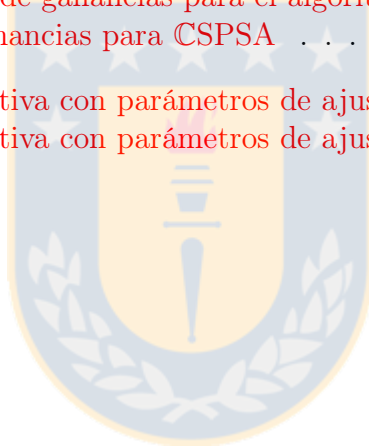 de ganancias para el algorit
nancias para ℂSPSA . . .
tiva con parámetros de ajus
tiva con parámetros de ajus